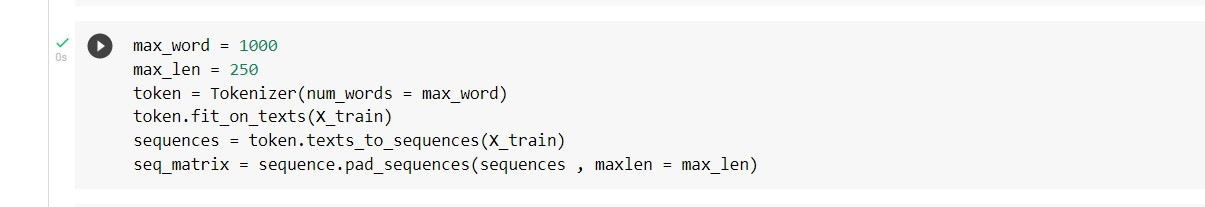 0s
max_word = 1000
max_len = 250
token = Tokenizer(num_words = max_word)
token.fit_on_texts(X_train)
sequences = token.texts_to_sequences(X_train)
seq_matrix = sequence.pad_sequences(sequences , maxlen = max_len)